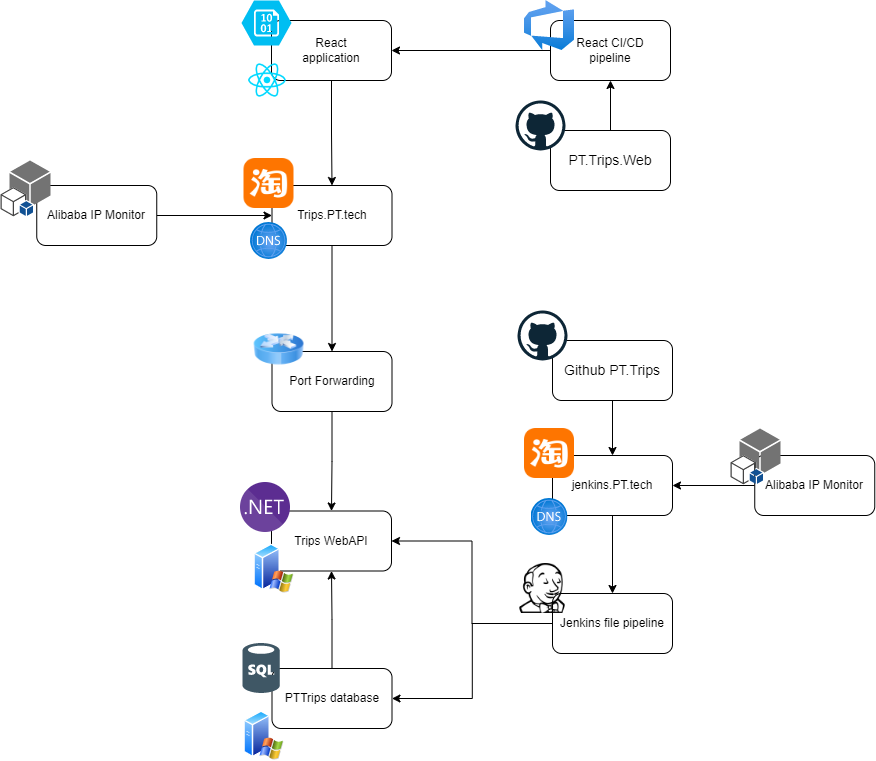 10
01
React
application
React CI/CD
pipeline
PT.Trips.Web
淘
Alibaba IP Monitor
Trips.PT.tech
DNS
Port Forwarding
Github PT.Trips
淘
jenkins.PT.tech
Alibaba IP Monitor
DNS
.NET
Trips WebAPI
Jenkins file pipeline
SQL
PTTrips database